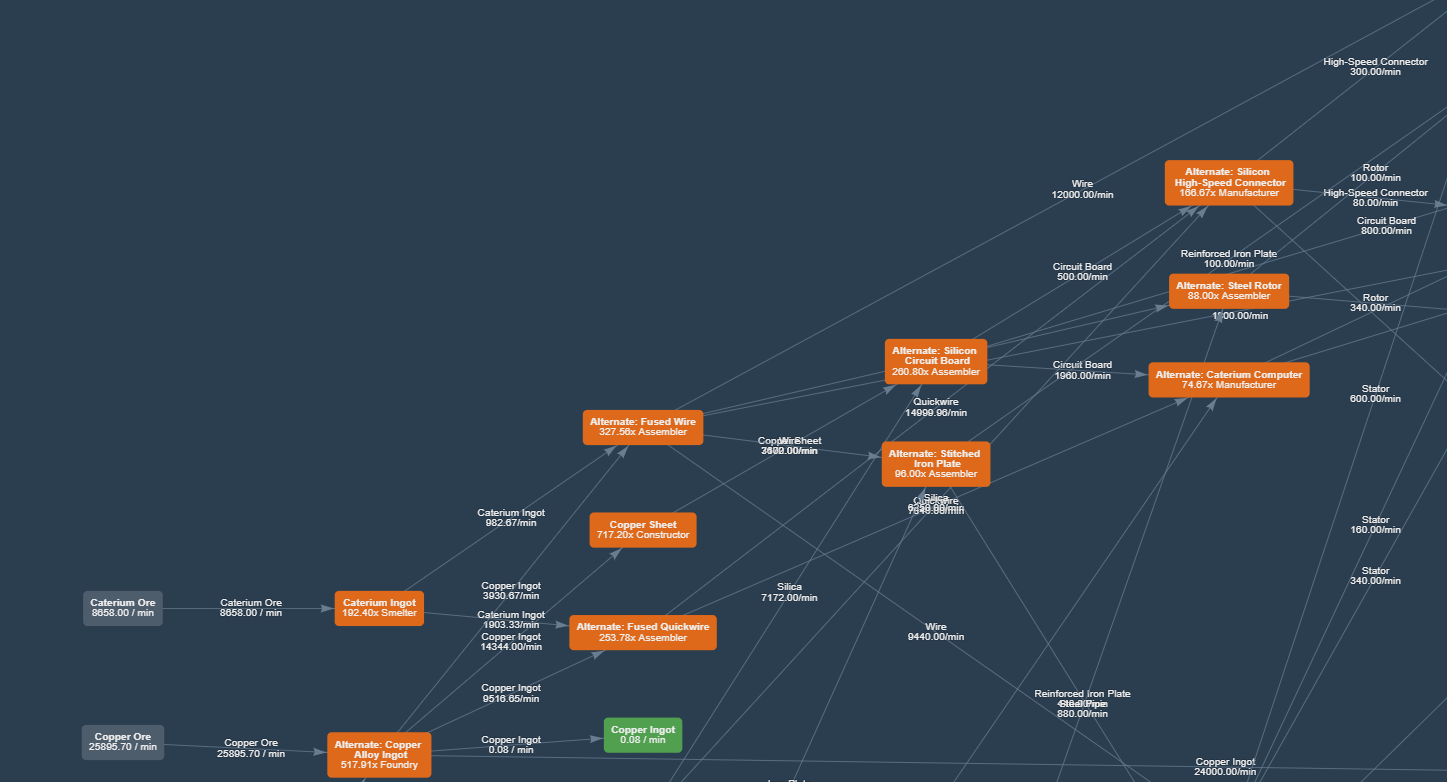 High-Speed Connector
300.00/min
Alternate: Silicon
High-Speed Connector
166.67x Manufacturer
Rotor
100.00/min
Wire
12000.00/min
High-Speed Connector
80.00/min
Circuit Board
800.00/min
Reinforced Iron Plate
100.00/min
Circuit Board
500.00/min
Alternate: Steel Rotor
88.00x Assembler
Rotor
340.00/min
Alternate: Silicon
Circuit Board
260.80x Assembler
Circuit Board
1960.00/min
Alternate: Caterium Computer
74.67x Manufacturer
Stator
600.00/min
Quickwire
14999.96/min
Alternate: Fused Wire
327.56x Assembler
Copper Sheet
Wire
Alternate: Stitched
Iron Plate
96.00x Assembler
Silica
Quickwire
Caterium Ingot
982.67/min
Copper Sheet
717.20x Constructor
Stator
160.00/min
Stator
340.00/min
Copper Ingot
3930.67/min
Silica
7172.00/min
Caterium Ore
8658.00 / min
Caterium Ore
8658.00 / min
Caterium Ingot
192.40x Smelter
Caterium Ingot
1903.33/min
Alternate: Fused Quickwire
253.78x Assembler
Copper Ingot
14344.00/min
Wire
9440.00/min
Copper Ingot
9516.65/min
Reinforced Iron Plate
Steel Pipe
880.00/min
Copper Ore
25895.70 / min
Copper Ore
25895.70 / min
Alternate: Copper
Alloy Ingot
517.91x Foundry
Copper Ingot
0.08 / min
Copper Ingot
0.08 / min
Copper Ingot
24000.00/min